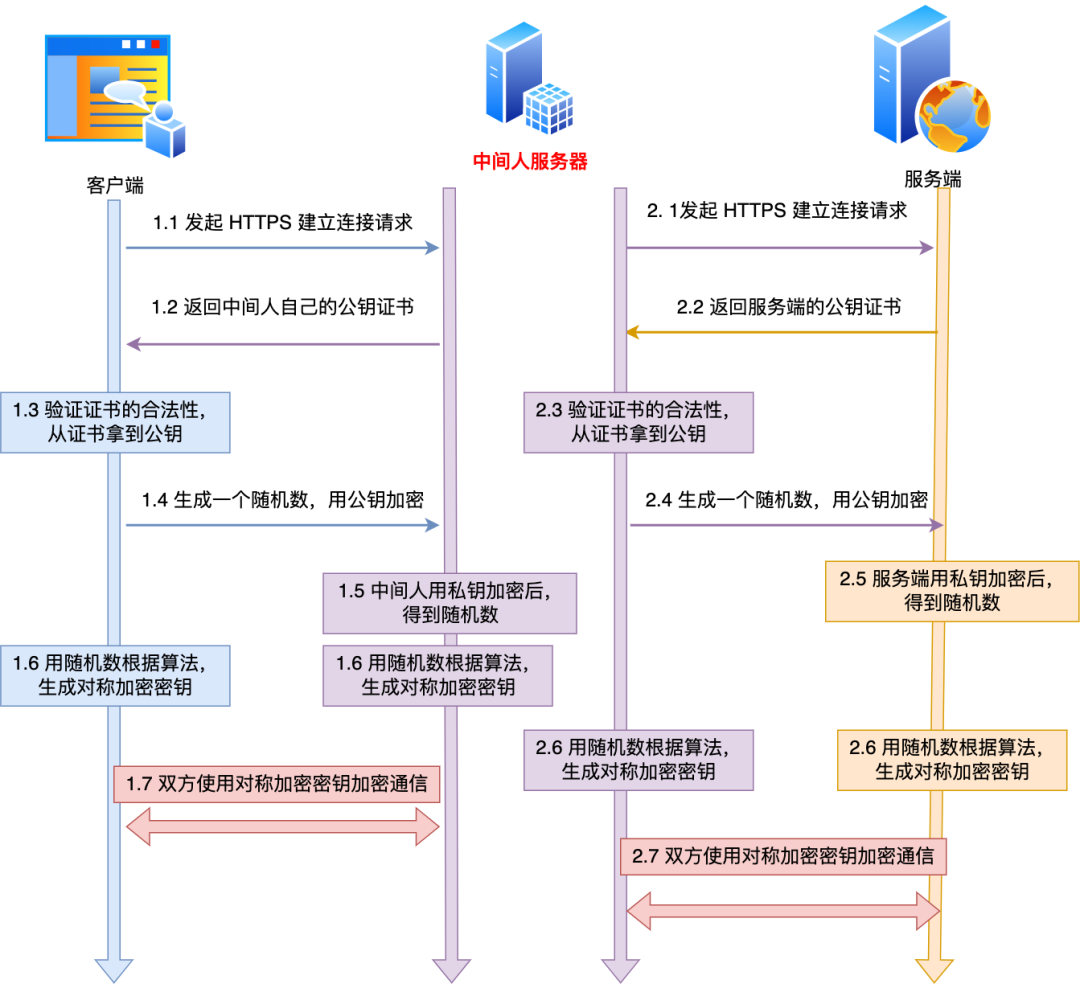 中间人服务器
客户端
服务端
1.1 发起 HTTPS 建立连接请求
2. 1发起 HTTPS 建立连接请求
1.2 返回中间人自己的公钥证书
2.2 返回服务端的公钥证书
1.3 验证证书的合法性，
从证书拿到公钥
2.3 验证证书的合法性，
从证书拿到公钥
1.4 生成一个随机数，用公钥加密
2.4 生成一个随机数，用公钥加密
1.5 中间人用私钥加密后，
得到随机数
2.5 服务端用私钥加密后，
得到随机数
1.6 用随机数根据算法，
生成对称加密密钥
1.6 用随机数根据算法，
生成对称加密密钥
2.6 用随机数根据算法，
生成对称加密密钥
2.6 用随机数根据算法，
生成对称加密密钥
1.7 双方使用对称加密密钥加密通信
2.7 双方使用对称加密密钥加密通信